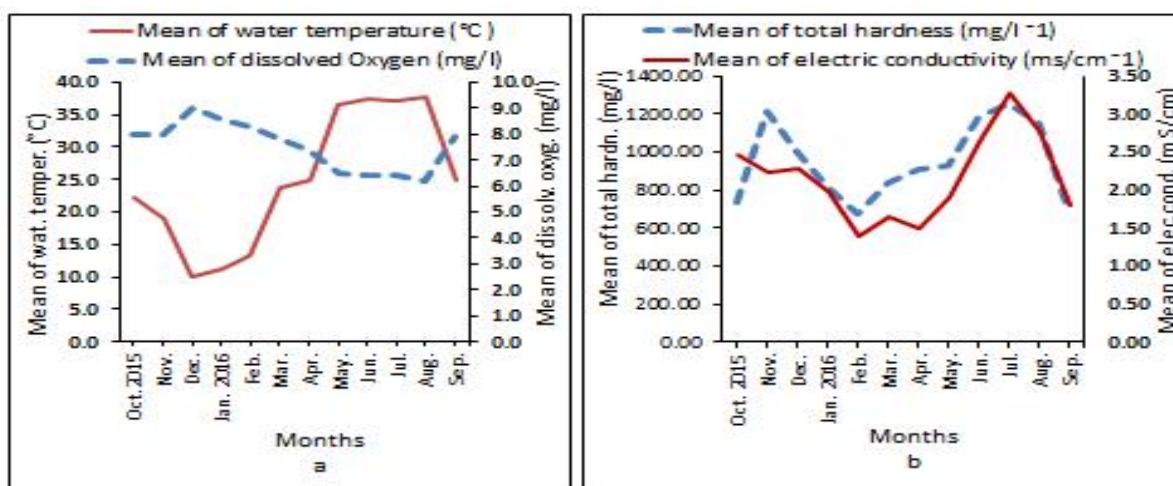 Mean of water temperature (°C )
Mean of dissolved Oxygen (mg/l)
40.0
35.0
30.0
25.0
20.0
15.0
10.0
5.0
0.0
Mean of wat. temper. (°C)
10.0
9.0
8.0
7.0
6.0
5.0
4.0
3.0
2.0
1.0
0.0
Mean of dissolv. oxyg. (mg/l)
Oct. 2015
Nov.
Dec.
Jan. 2016
Feb.
Mar.
Apr.
May.
Jun.
Jul.
Aug.
Sep.
Months
a
Mean of total hardness (mg/l ⁻1)
Mean of electric conductivity (ms/cm⁻1)
1400.00
1200.00
1000.00
800.00
600.00
400.00
200.00
0.00
Mean of total hardn. (mg/l)
3.50
3.00
2.50
2.00
1.50
1.00
0.50
0.00
Mean of elec. cond. (mS/cm)
Oct. 2015
Nov.
Dec.
Jan. 2016
Feb.
Mar.
Apr.
May.
Jun.
Jul.
Aug.
Sep.
Months
b